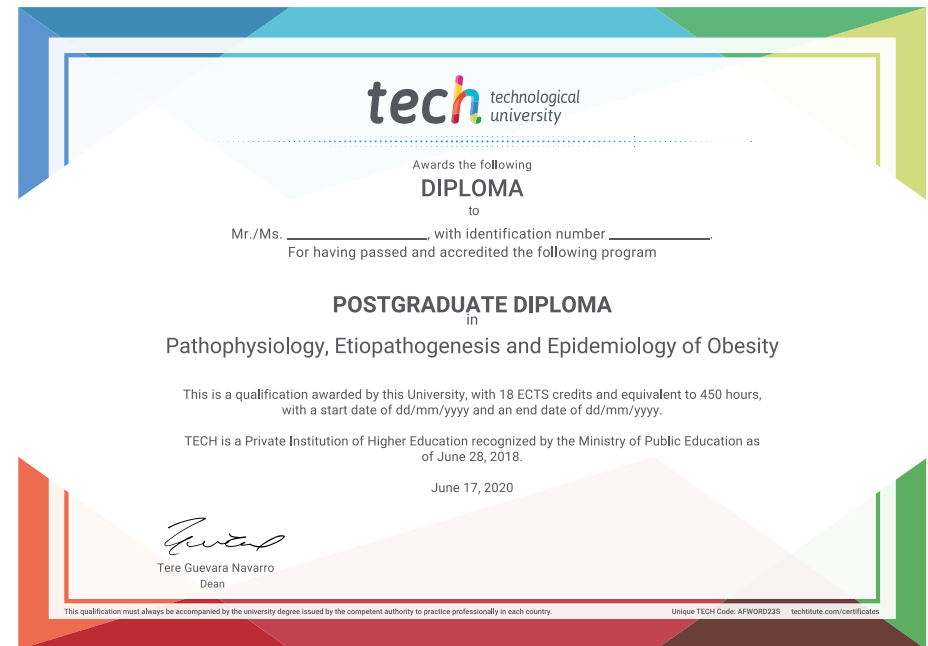 tech technological
university
Awards the following
DIPLOMA
to
Mr./Ms. ____________________, with identification number ______________.
For having passed and accredited the following program
POSTGRADUATE DIPLOMA
in
Pathophysiology, Etiopathogenesis and Epidemiology of Obesity
This is a qualification awarded by this University, with 18 ECTS credits and equivalent to 450 hours,
with a start date of dd/mm/yyyy and an end date of dd/mm/yyyy.
TECH is a Private Institution of Higher Education recognized by the Ministry of Public Education as
of June 28, 2018.
June 17, 2020
Tere Guevara Navarro
Dean
This qualification must always be accompanied by the university degree issued by the competent authority to practice professionally in each country.
Unique TECH Code: AFWORD23S techtitute.com/certificates